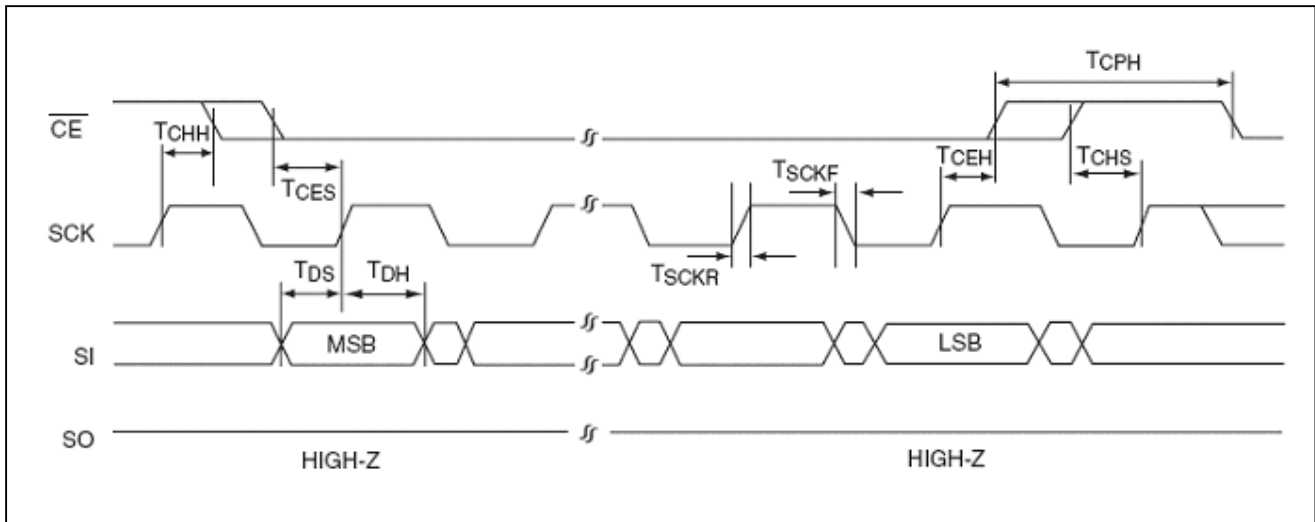 TCPH
CE
TCHH
TCES
TSCKF
TCEH
TCHS
SCK
TDS
TDH
TSCKR
SI
MSB
LSB
SO
HIGH-Z
HIGH-Z